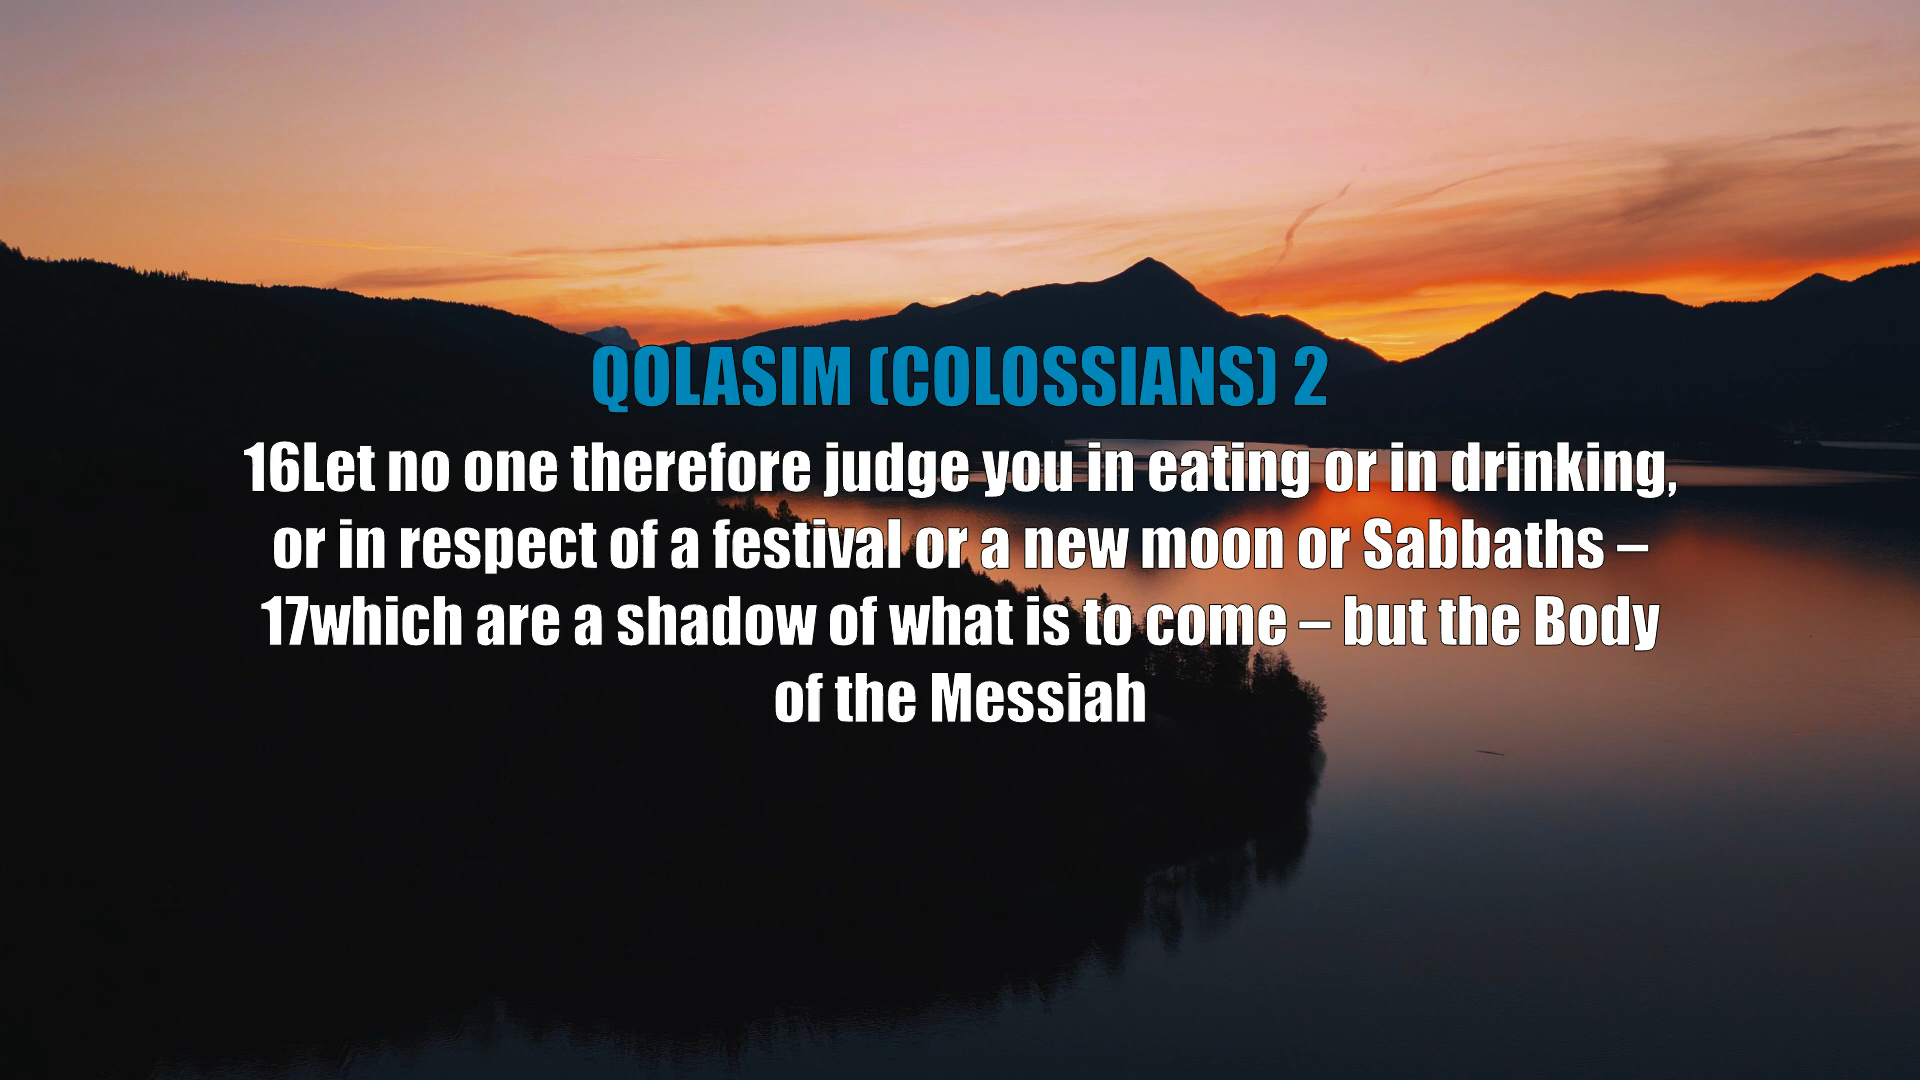 QOLASIM (COLOSSIANS) 2
16Let no one therefore judge you in eating or in drinking,
or in respect of a festival or a new moon or Sabbaths –
17which are a shadow of what is to come – but the Body
of the Messiah